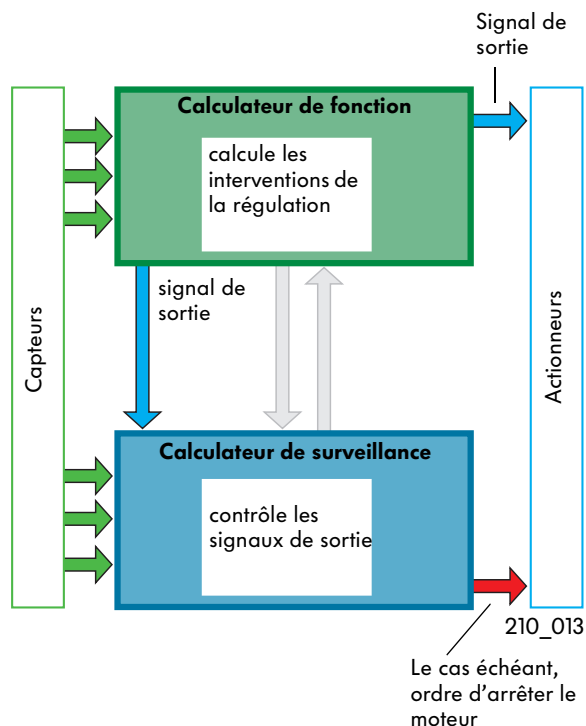 Signal de
sortie
Calculateur de fonction
calcule les
interventions de
la régulation
signal de
sortie
Capteurs
Actionneurs
Calculateur de surveillance
contrôle les
signaux de sortie
210_013
Le cas échéant,
ordre d'arrêter le
moteur